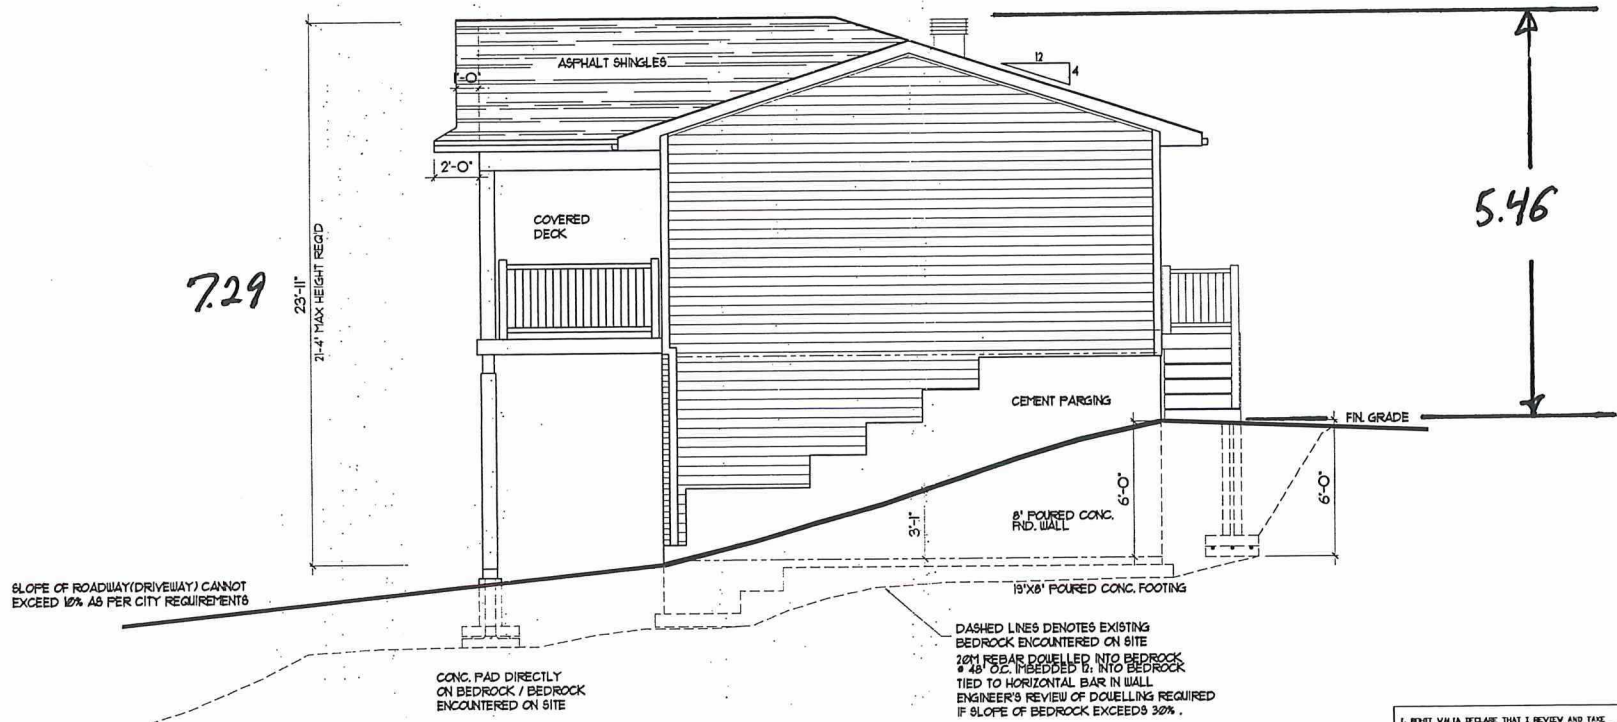 ASPHALT SHINGLES
12
4
1'-0"
2'-0"
COVERED
DECK
5.46
7.29
23'-11"
21'-4" MAX HEIGHT REQ'D
CEMENT PARGING
FIN. GRADE
6'-0"
6'-0"
3'-1"
8" POURED CONC.
FND. WALL
SLOPE OF ROADWAY(DRIVEWAY) CANNOT
EXCEED 10% AS PER CITY REQUIREMENTS
19"X8" POURED CONC. FOOTING
DASHED LINES DENOTES EXISTING
BEDROCK ENCOUNTERED ON SITE
20M REBAR DOWELLED INTO BEDROCK
@ 48" O.C. IMBEDDED 12" INTO BEDROCK
TIED TO HORIZONTAL BAR IN WALL
ENGINEER'S REVIEW OF DOWELLING REQUIRED
IF SLOPE OF BEDROCK EXCEEDS 30% .
CONC. PAD DIRECTLY
ON BEDROCK / BEDROCK
ENCOUNTERED ON SITE
DECLARE THAT I REVIEW AND TAKE